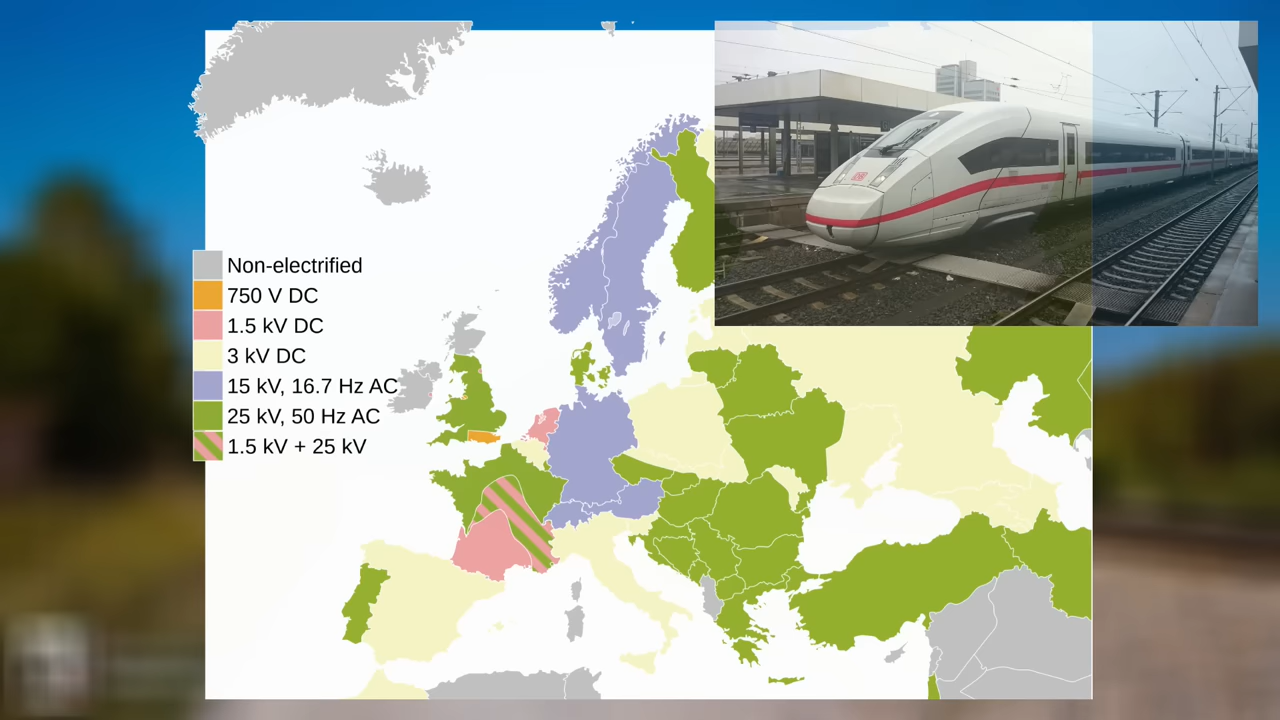 Non-electrified
750 V DC
1.5 kV DC
3 kV DC
15 kV, 16.7 Hz AC
25 kV, 50 Hz AC
1.5 kV + 25 kV
DB